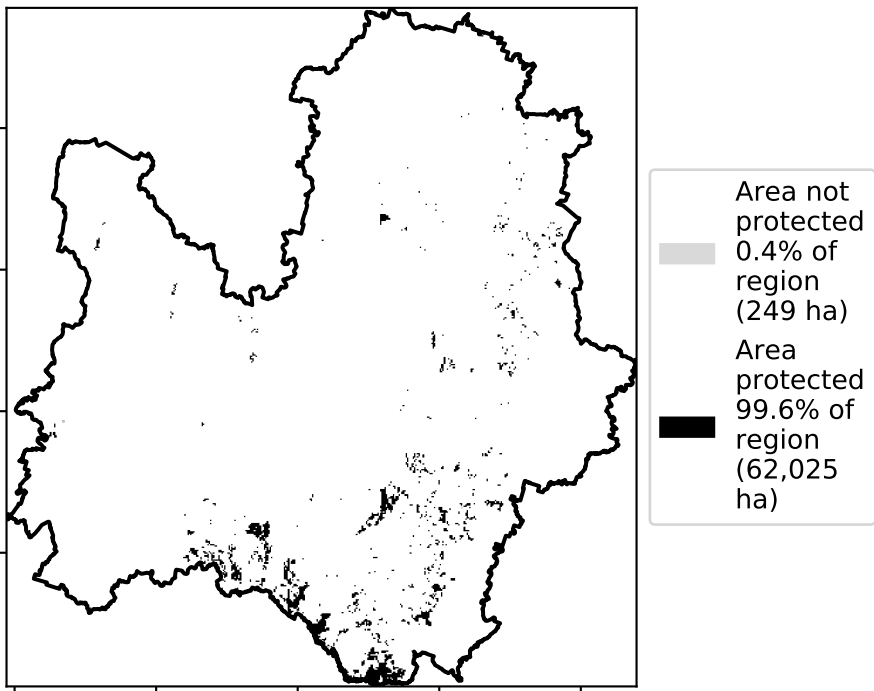 Area not
protected
0.4% of
region
(249 ha)
Area
protected
99.6% of
region
(62,025
ha)